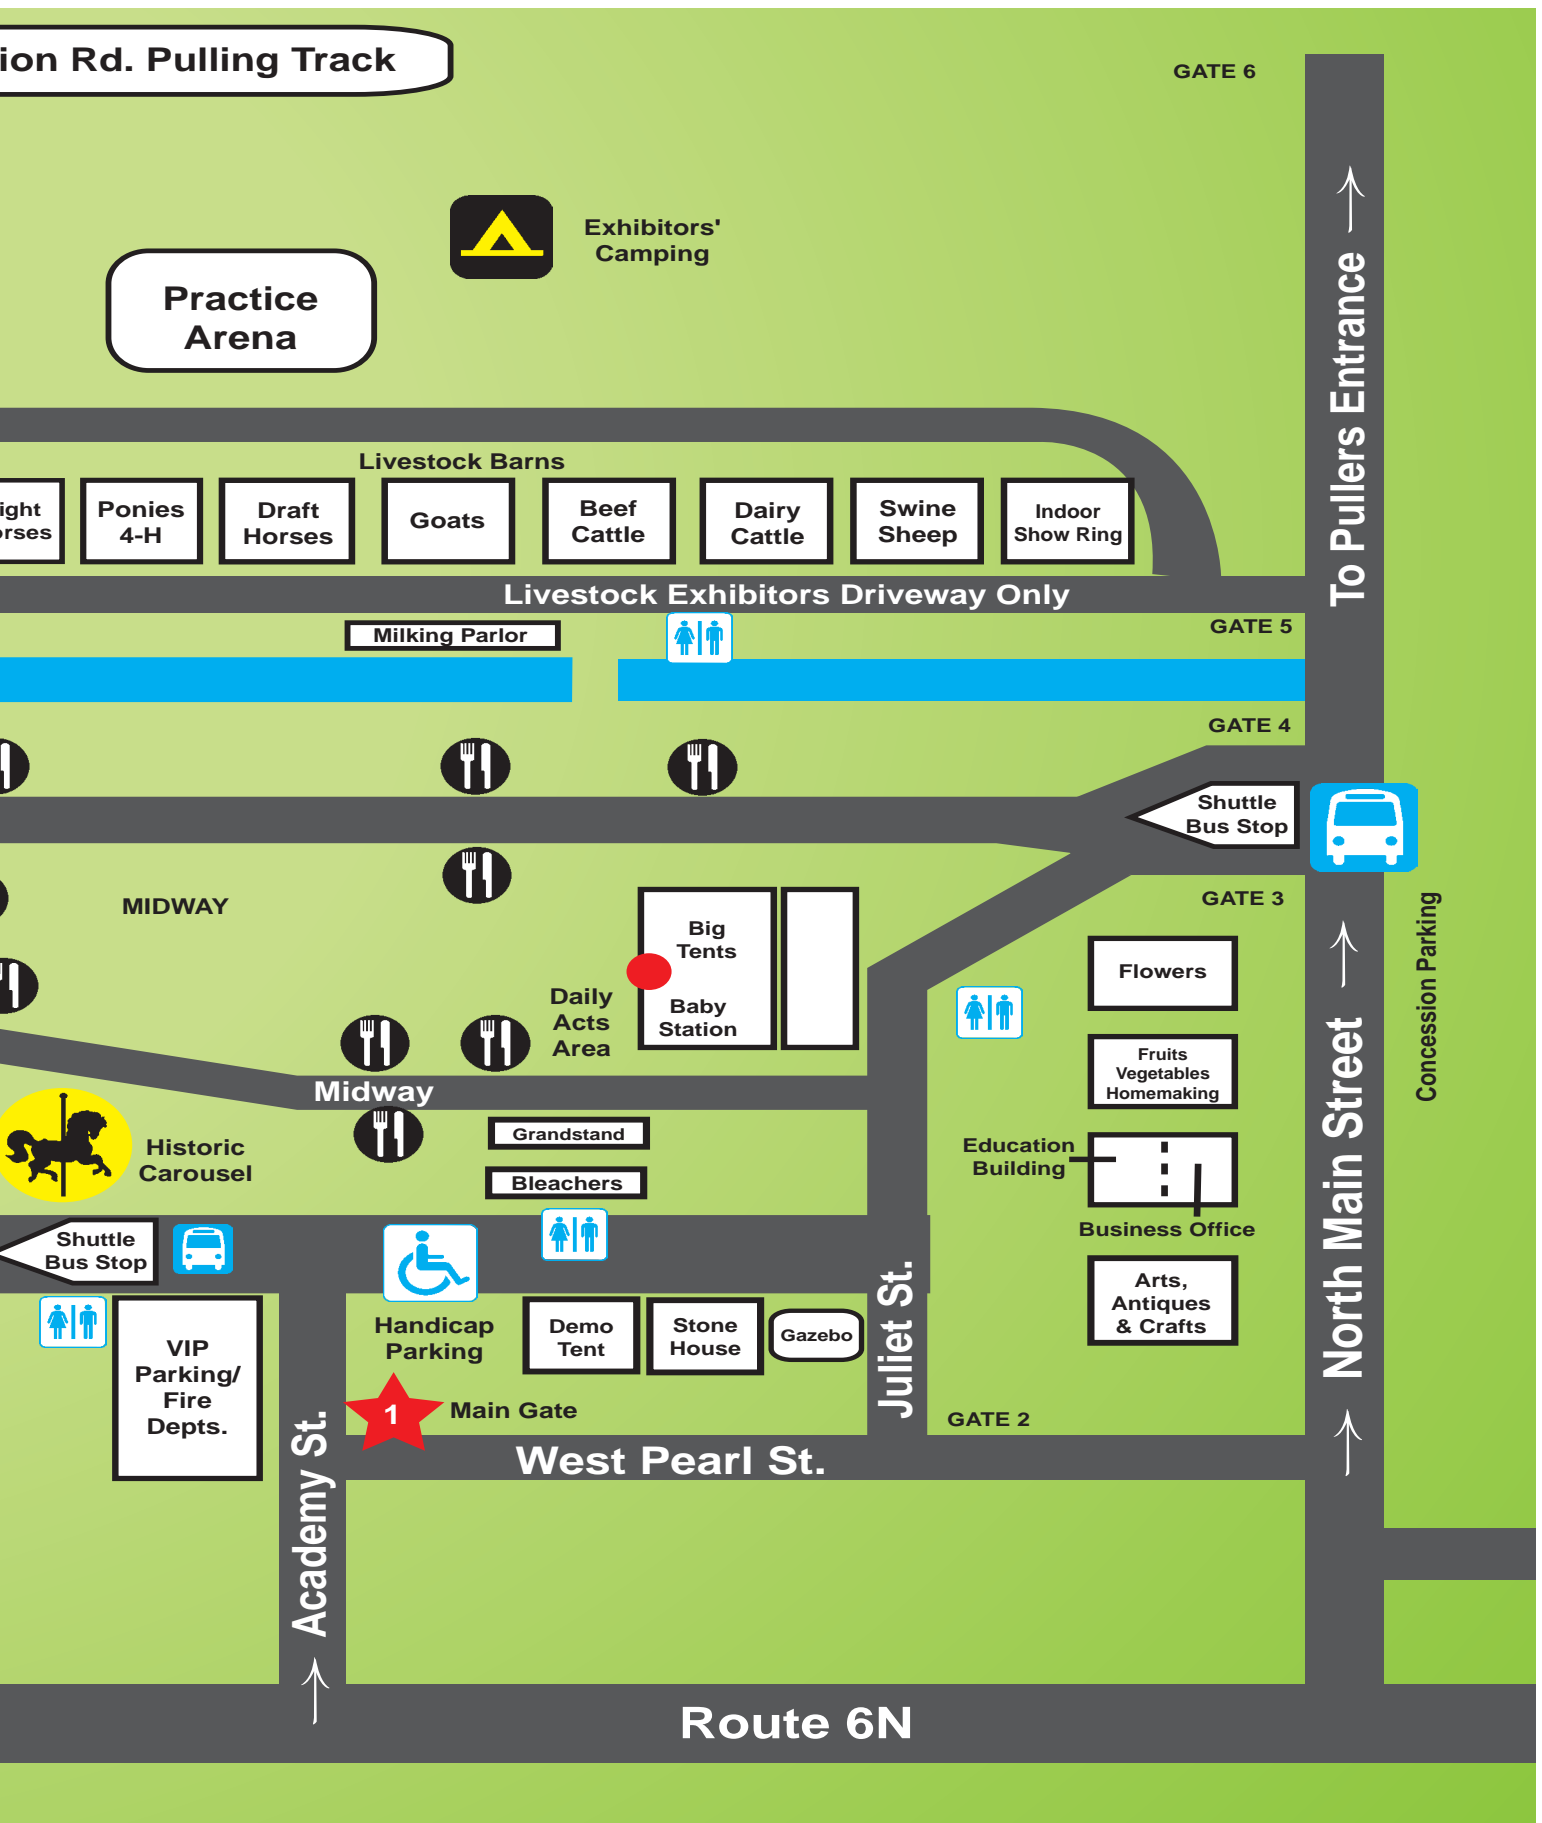 ion Rd. Pulling Track
GATE 6
Exhibitors'
Camping
Practice
Arena
To Pullers Entrance
Livestock Barns
ight
orses
Ponies
4-H
Draft
Horses
Goats
Beef
Cattle
Dairy
Cattle
Swine
Sheep
Indoor
Show Ring
Livestock Exhibitors Driveway Only
Milking Parlor
GATE 5
GATE 4
Shuttle
Bus Stop
GATE 3
Concession Parking
MIDWAY
Big
Tents
Baby
Station
Daily
Acts
Area
Flowers
Fruits
Vegetables
Homemaking
Midway
Historic
Carousel
Grandstand
Bleachers
Education
Building
Business Office
North Main Street
Shuttle
Bus Stop
Arts,
Antiques
& Crafts
VIP
Parking/
Fire
Depts.
Handicap
Parking
Demo
Tent
Stone
House
Gazebo
Juliet St.
1
Main Gate
GATE 2
West Pearl St.
Academy St.
Route 6N